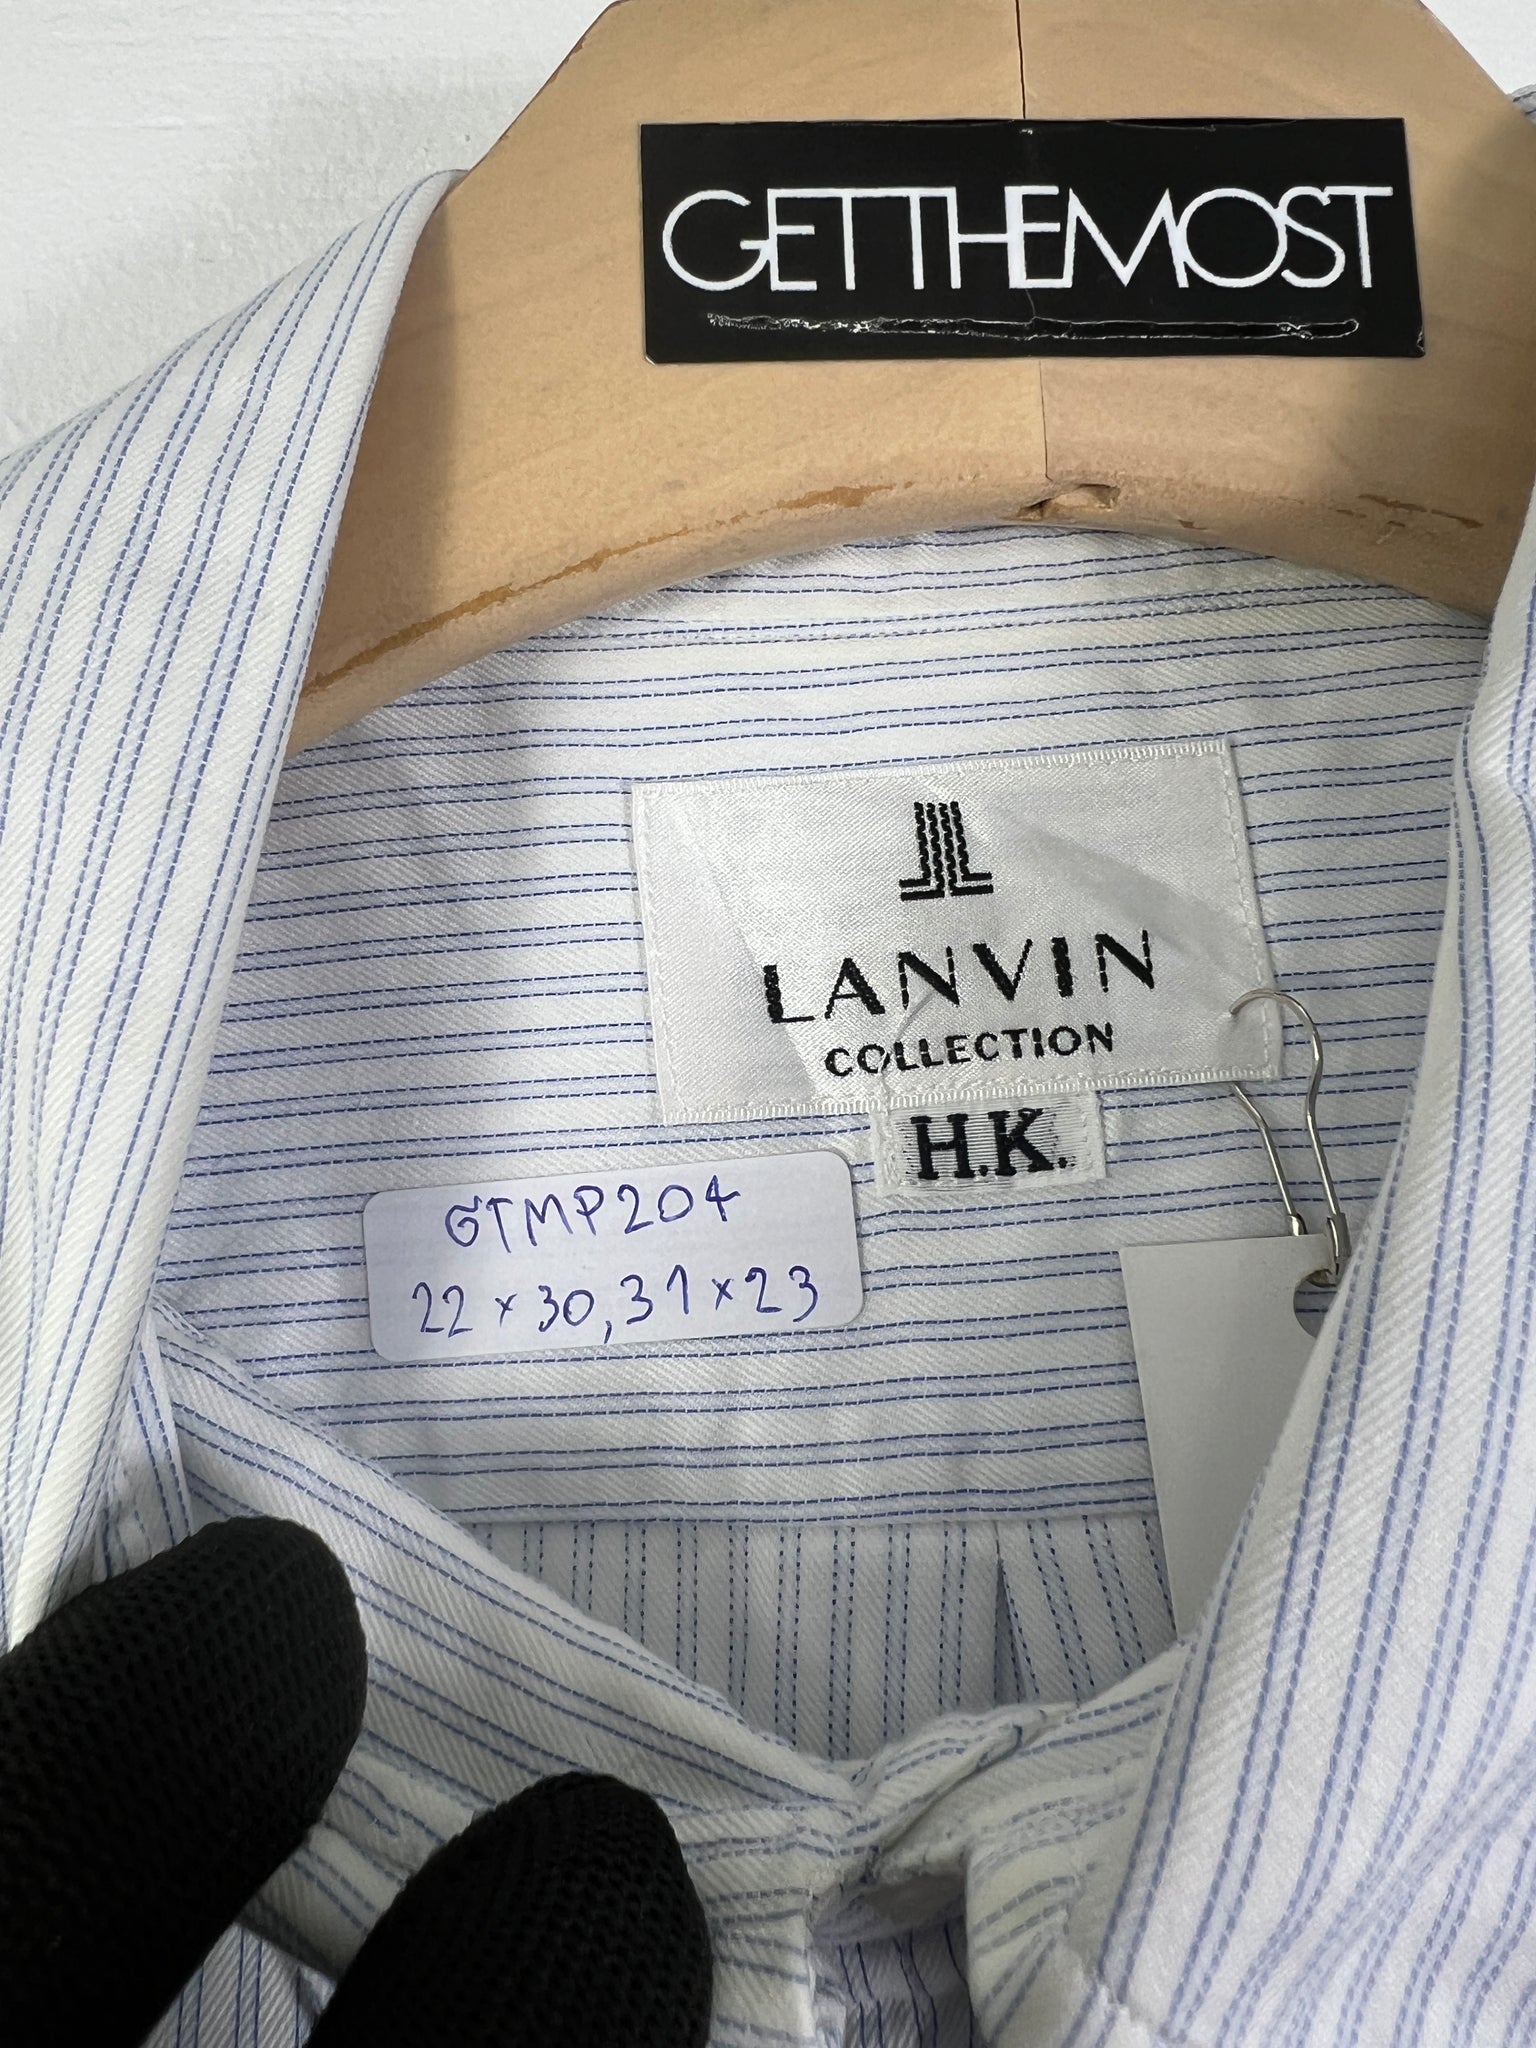 GETTHEMOST
LANVIN
COLLECTION
H.K.
GTMP204
22×30,31×23